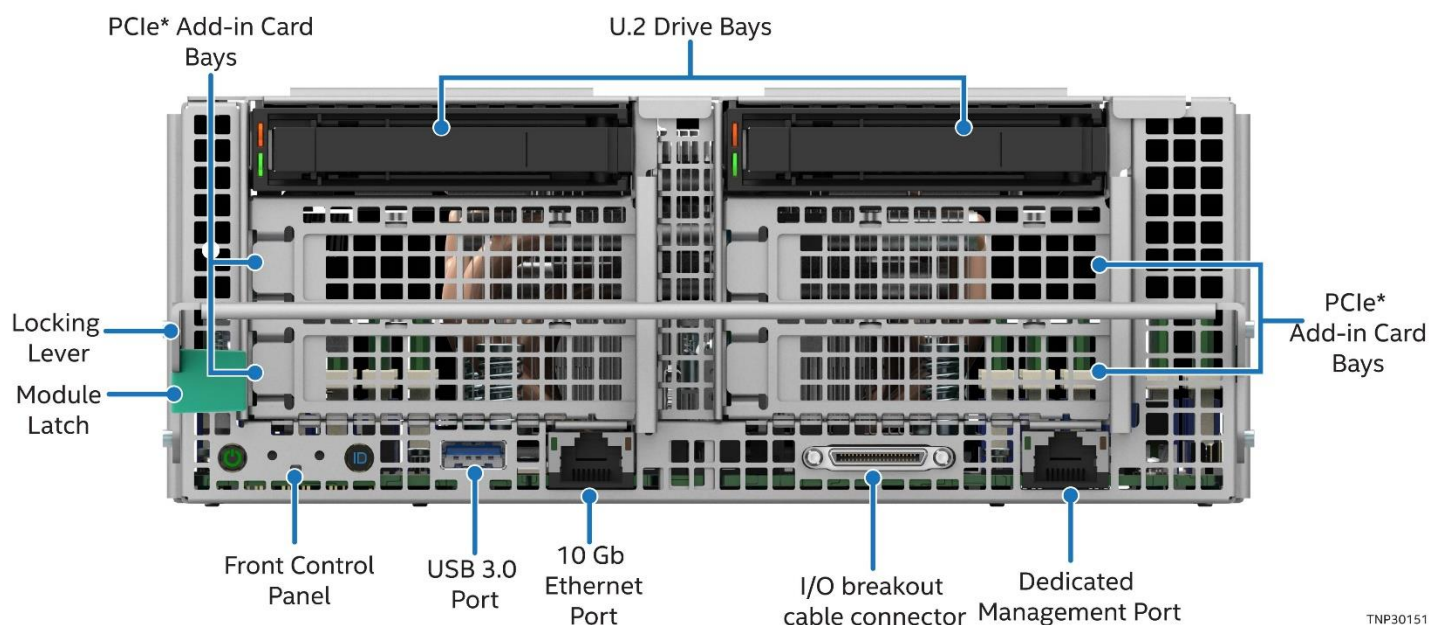 PCIe* Add-in Card
Bays
U.2 Drive Bays
Locking
Lever
Module
Latch
PCIe*
Add-in Card
Bays
ID
Front Control
Panel
USB 3.0
Port
10 Gb
Ethernet
Port
I/O breakout
cable connector
Dedicated
Management Port
TNP30151